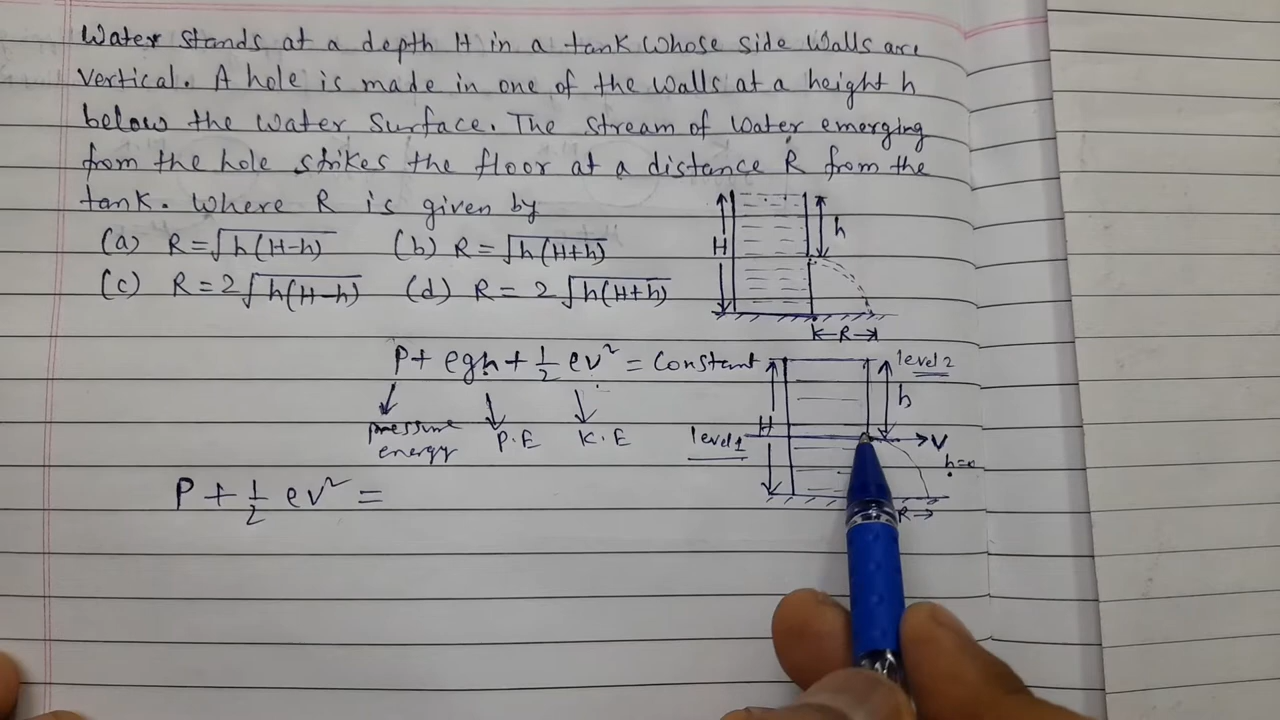 Water stands at a depth H in a tank whose side walls are
vertical. A hole is made in one of the walls at a height h
below the water surface. The stream of water emerging
from the hole strikes the floor at a distance R from the
tank. Where R is given by
(a) R=√h(H-h) (b) R=√h(H+h)
(c) R=2√h(H-h) (d) R=2√h(H+h)
H
h
R
P+ ρgh + 1/2 ρv² = Constant
pressure energy
P.E
K.E
level 2
H
h
level 1
V
h=0
R
P + 1/2 ρv² =